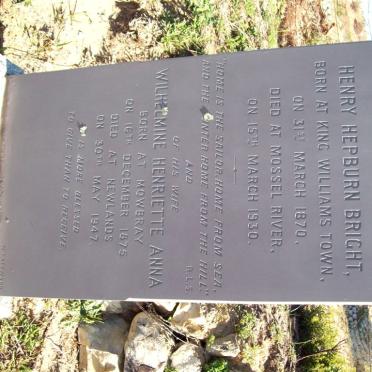 HENRY HEPBURN BRIGHT,
BORN AT KING WILLIAMS TOWN,
ON 31ST MARCH 1870.
DIED AT MOSSEL RIVER,
ON 15TH MARCH 1930.
"HOME IS THE SAILOR, HOME FROM SEA,
AND THE HUNTER HOME FROM THE HILL".
R.L.S.
AND
OF HIS WIFE
WILHELMINE HENRIETTE ANNA
BORN AT MOWBRAY
ON 16TH DECEMBER 1875
DIED AT NEWLANDS
ON 30TH MAY 1947.
IT IS MORE BLESSED
TO GIVE THAN TO RECEIVE